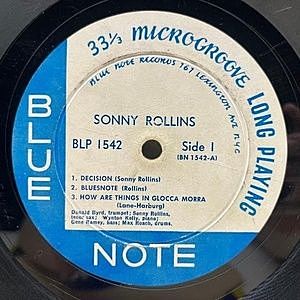 33⅓ MICROGROOVE LONG PLAYING
BLUE NOTE RECORDS 767 LEXINGTON AVE N.Y.C
BLUE
SONNY ROLLINS
BLP 1542
Side 1
(BN 1542-A)
1. DECISION (Sonny Rollins)
2. BLUESNOTE (Rollins)
3. HOW ARE THINGS IN GLOCCA MORRA
(Lane-Harburg)
Donald Byrd, trumpet; Sonny Rollins,
tenor sax; Wynton Kelly, piano;
Gene Ramey, bass; Max Roach, drums.
NOTE